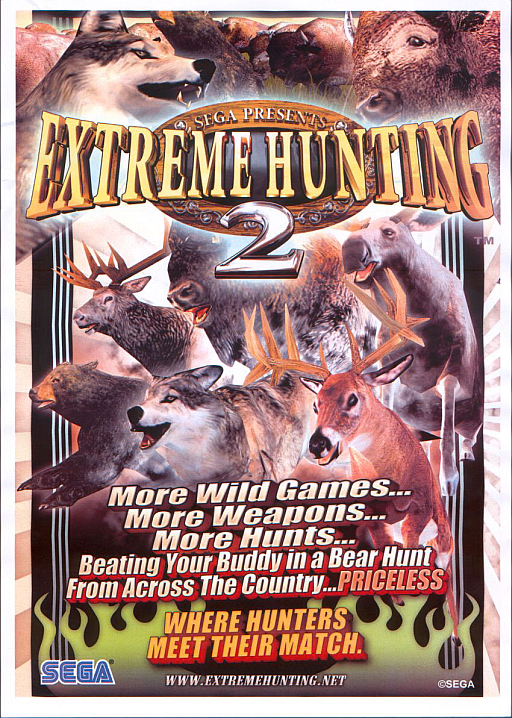 SEGA PRESENTS
EXTREME HUNTING
2
TM
More Wild Games...
More Weapons...
More Hunts...
Beating Your Buddy in a Bear Hunt
From Across The Country...PRICELESS
WHERE HUNTERS
MEET THEIR MATCH.
SEGA®
WWW.EXTREMEHUNTING.NET
©SEGA